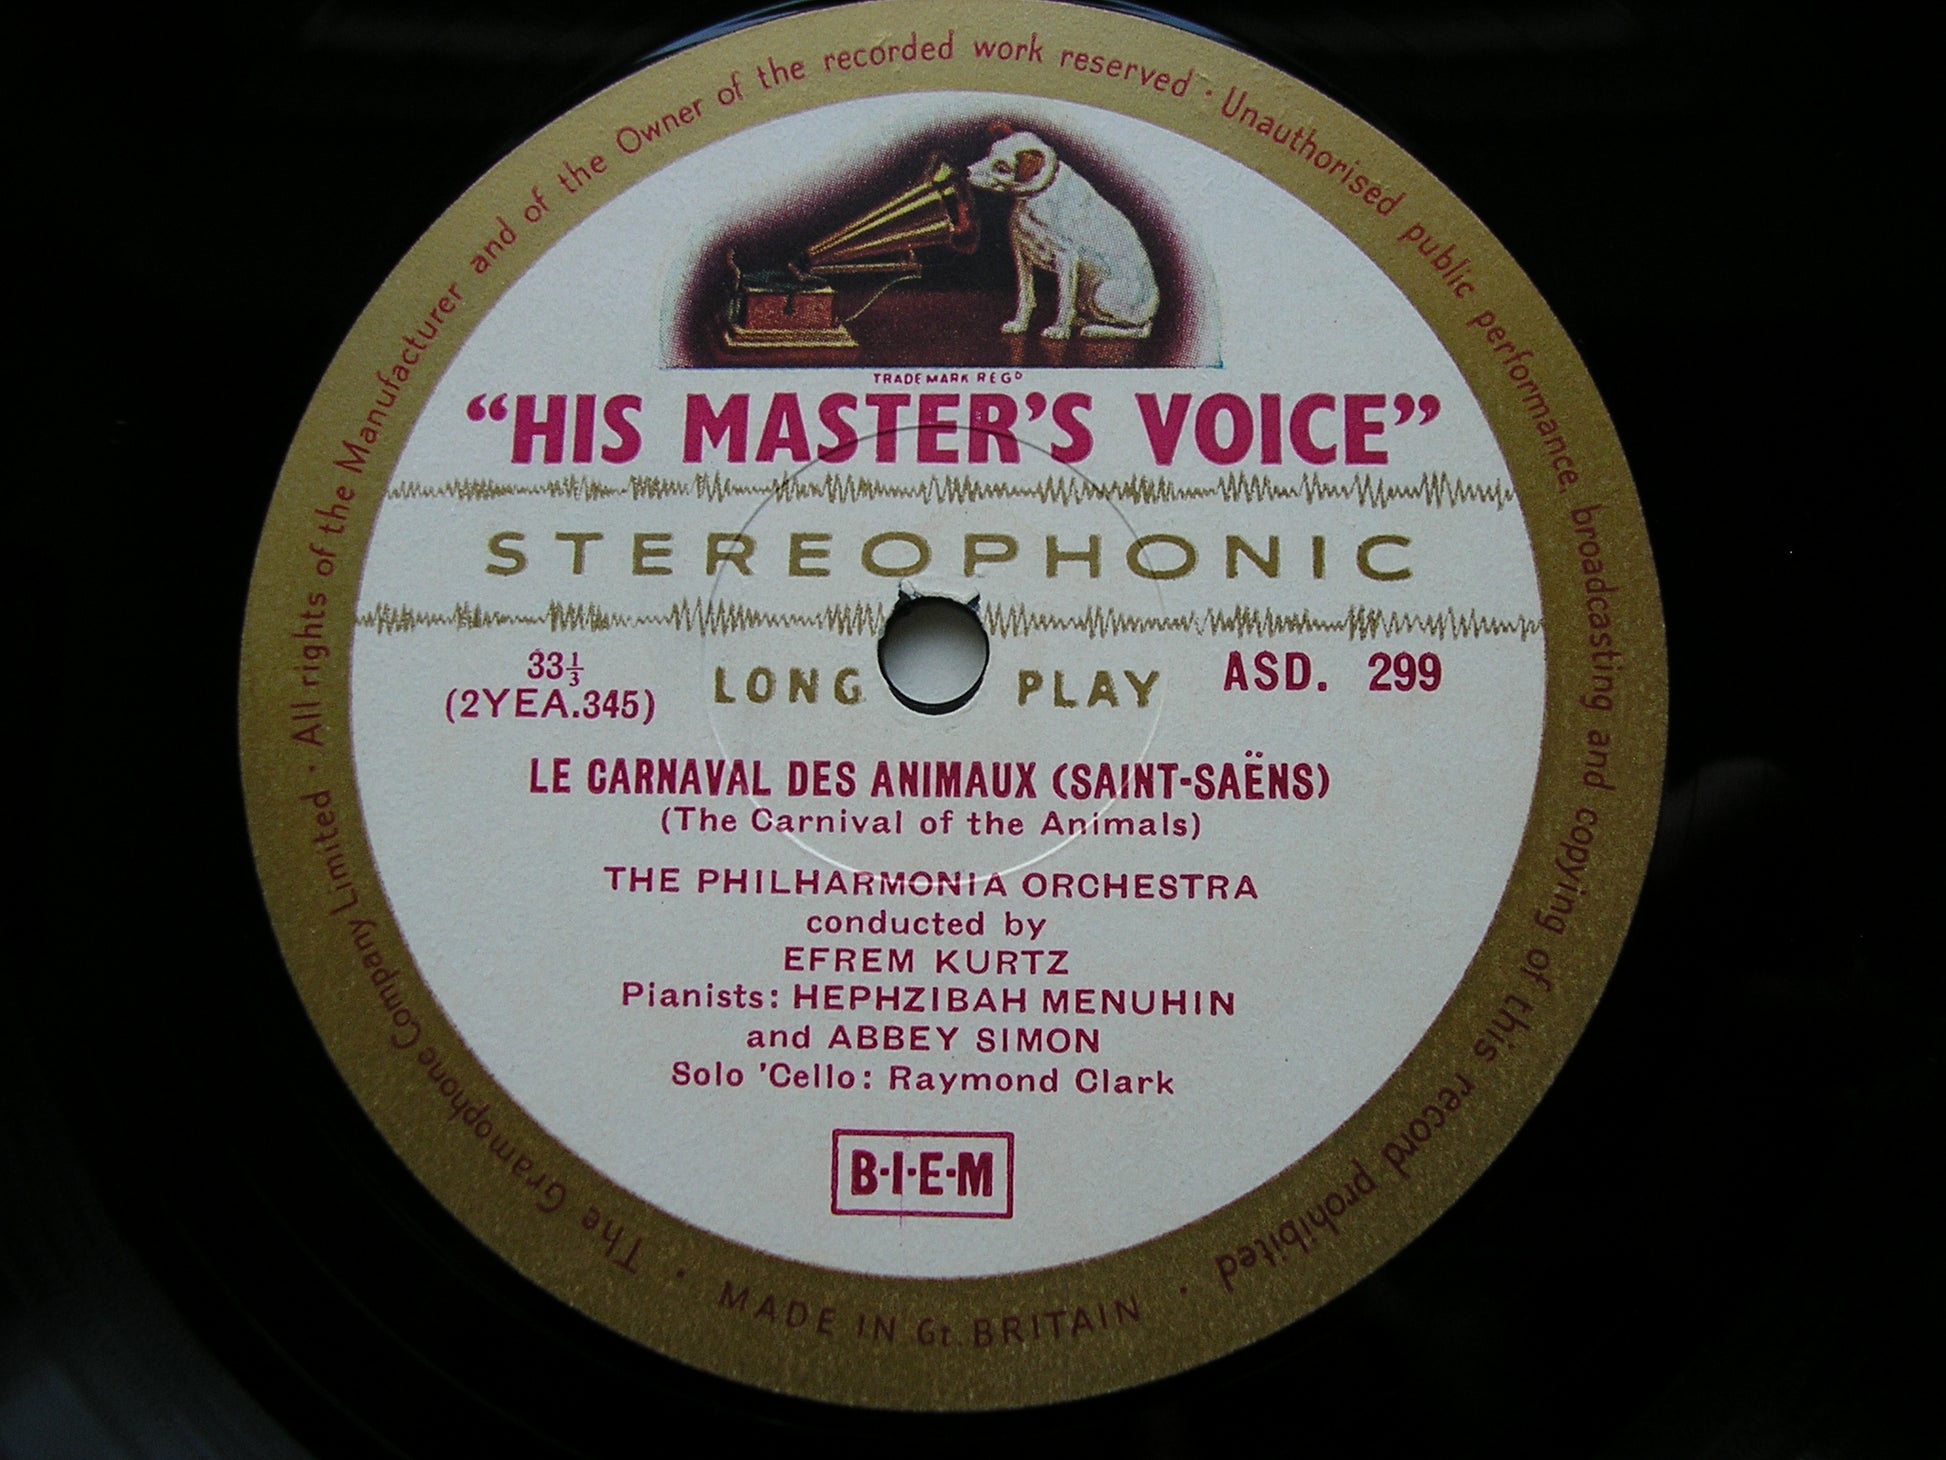 The Gramophone Company Limited · All rights of the Manufacturer and of the Owner of the recorded work reserved · Unauthorised public performance, broadcasting and copying of this record prohibited ·
TRADE MARK REGD
“HIS MASTER’S VOICE”
STEREOPHONIC
33⅓
(2YEA.345)
LONG PLAY
ASD. 299
LE CARNAVAL DES ANIMAUX (SAINT-SAËNS)
(The Carnival of the Animals)
THE PHILHARMONIA ORCHESTRA
conducted by
EFREM KURTZ
Pianists: HEPHZIBAH MENUHIN
and ABBEY SIMON
Solo ’Cello: Raymond Clark
B·I·E·M
· MADE IN Gt. BRITAIN